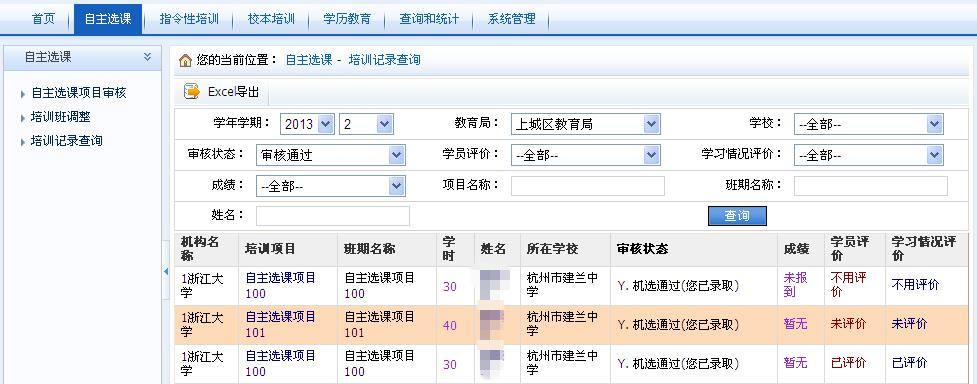 首页 自主选课 指令性培训 校本培训 学历教育 查询和统计 系统管理
自主选课
自主选课项目审核
培训班调整
培训记录查询
您的当前位置： 自主选课 - 培训记录查询
Excel导出
学年学期： 2013 2 教育局： 上城区教育局 学校： --全部--
审核状态： 审核通过 学员评价： --全部-- 学习情况评价： --全部--
成绩： --全部-- 项目名称： 班期名称：
姓名： 查询
机构名称 培训项目 班期名称 学时 姓名 所在学校 审核状态 成绩 学员评价 学习情况评价
1浙江大学 自主选课项目100 自主选课项目100 30 杭州市建兰中学 Y. 机选通过(您已录取) 未报到 不用评价 不用评价
1浙江大学 自主选课项目101 自主选课项目101 40 杭州市建兰中学 Y. 机选通过(您已录取) 暂无 未评价 未评价
1浙江大学 自主选课项目100 自主选课项目100 30 杭州市建兰中学 Y. 机选通过(您已录取) 暂无 已评价 已评价